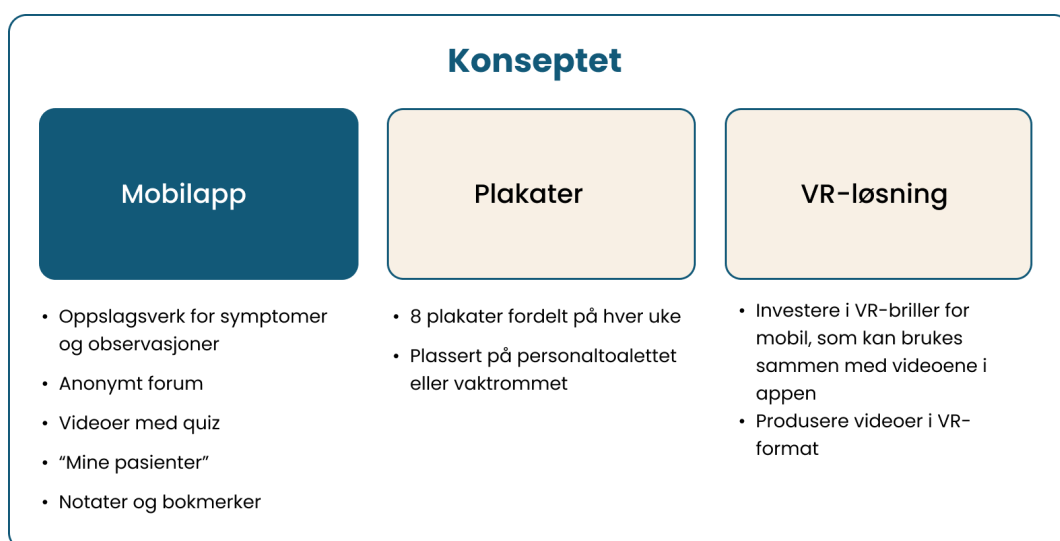 Konseptet
Mobilapp
• Oppslagsverk for symptomer
og observasjoner
• Anonymt forum
• Videoer med quiz
• “Mine pasienter”
• Notater og bokmerker
Plakater
• 8 plakater fordelt på hver uke
• Plassert på personaltoalettet
eller vaktrommet
VR-løsning
• Investere i VR-briller for
mobil, som kan brukes
sammen med videoene i
appen
• Produsere videoer i VR-
format